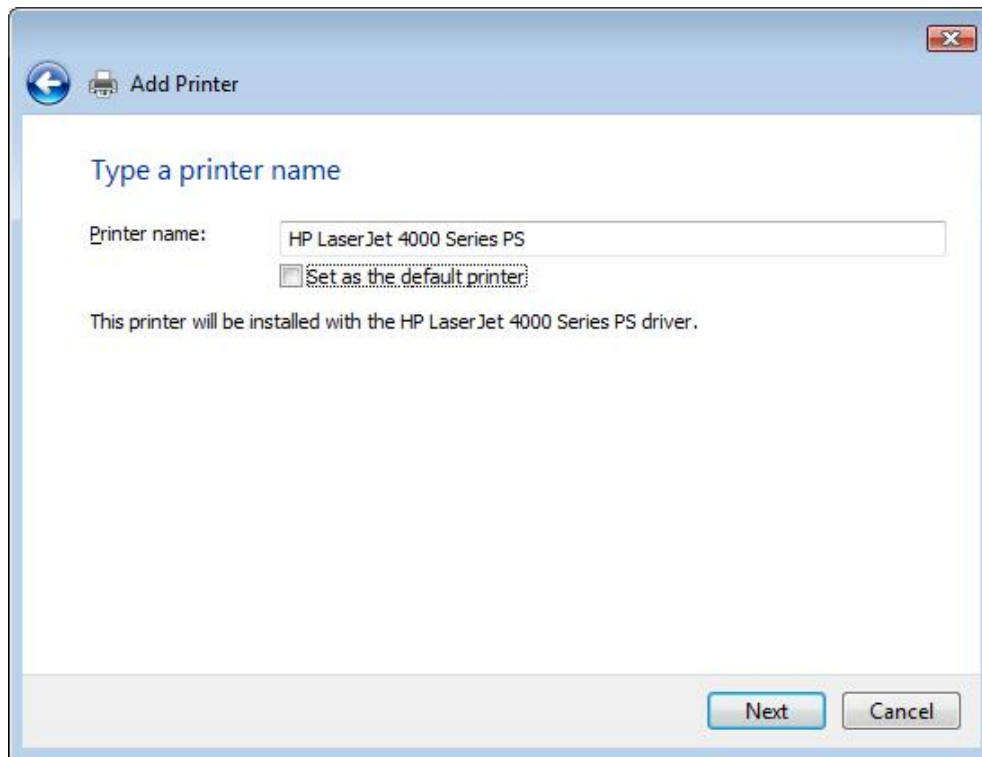 Add Printer
Type a printer name
Printer name: HP LaserJet 4000 Series PS
Set as the default printer
This printer will be installed with the HP LaserJet 4000 Series PS driver.
Next Cancel